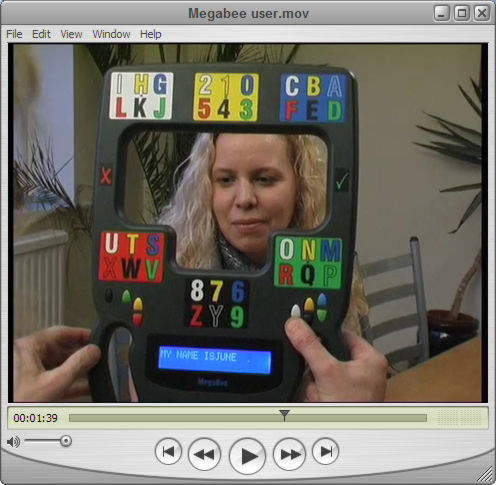 Megabee user.mov
File Edit View Window Help
I H G 2 1 0 C B A
L K J 5 4 3 F E D
X ✓
U T S O N M
X W V R Q P
8 7 6
Z Y 9
MY NAME ISJUNE
MegaBee
00:01:39